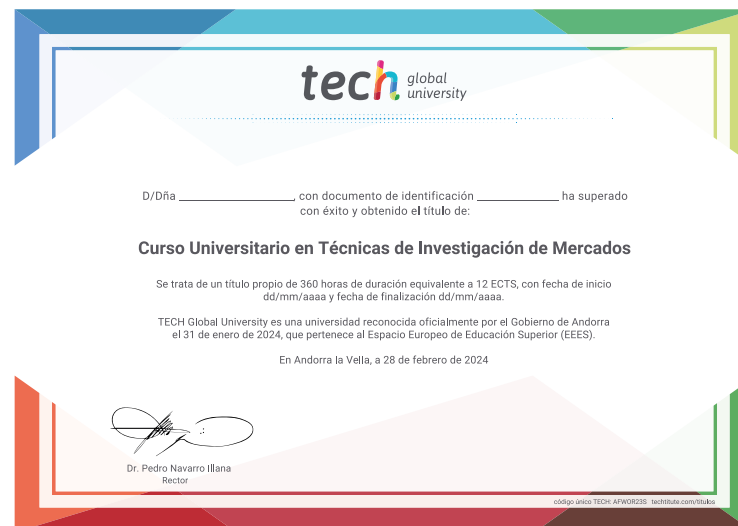 tech global
university
D/Dña ____________________, con documento de identificación ______________ ha superado
con éxito y obtenido el título de:
Curso Universitario en Técnicas de Investigación de Mercados
Se trata de un título propio de 360 horas de duración equivalente a 12 ECTS, con fecha de inicio
dd/mm/aaaa y fecha de finalización dd/mm/aaaa.
TECH Global University es una universidad reconocida oficialmente por el Gobierno de Andorra
el 31 de enero de 2024, que pertenece al Espacio Europeo de Educación Superior (EEES).
En Andorra la Vella, a 28 de febrero de 2024
Dr. Pedro Navarro Illana
Rector
código único TECH: AFWOR23S techtitute.com/titulos